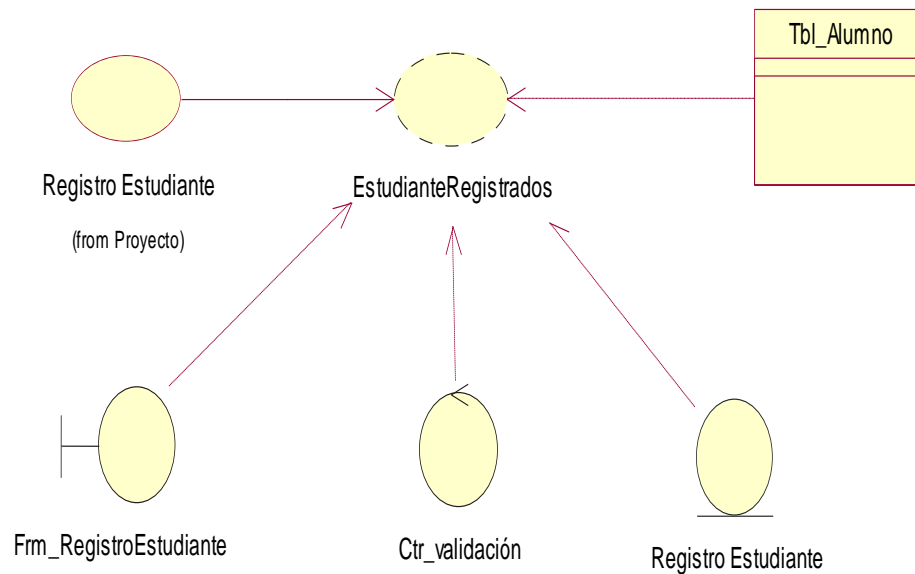 Tbl_Alumno
Registro Estudiante
(from Proyecto)
EstudianteRegistrados
Frm_RegistroEstudiante
Ctr_validación
Registro Estudiante